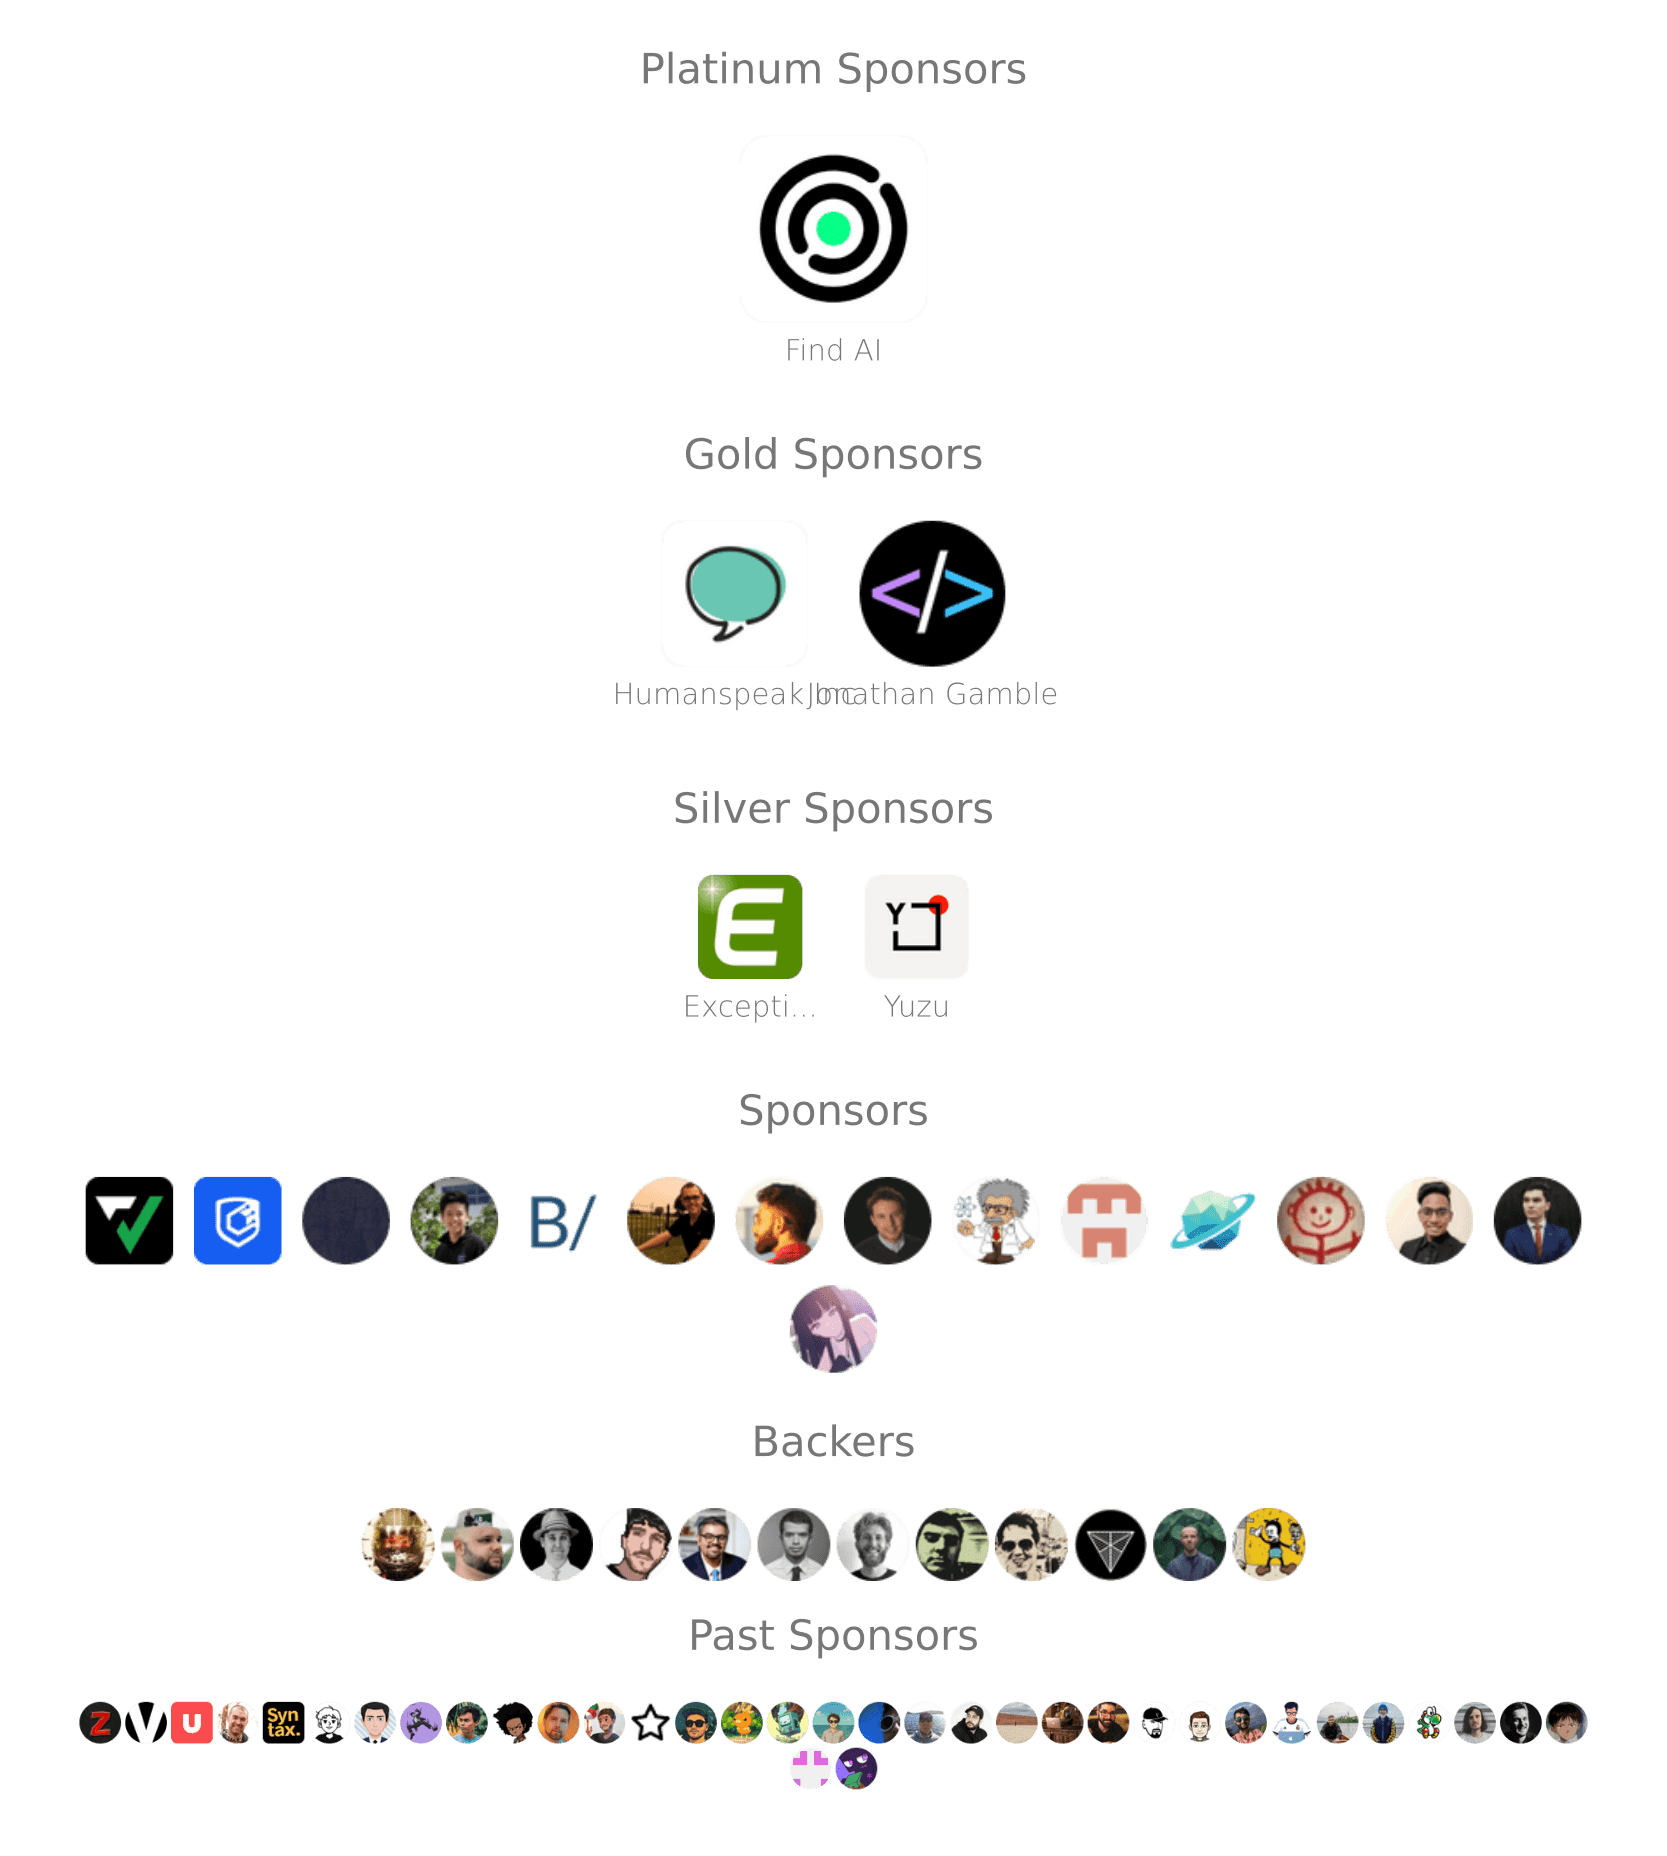 Platinum Sponsors
Find AI
Gold Sponsors
Humanspeak Inc
Jonathan Gamble
Silver Sponsors
E
Y
Excepti...
Yuzu
Sponsors
B/
Backers
Past Sponsors
Z
V
U
Syn
tax.